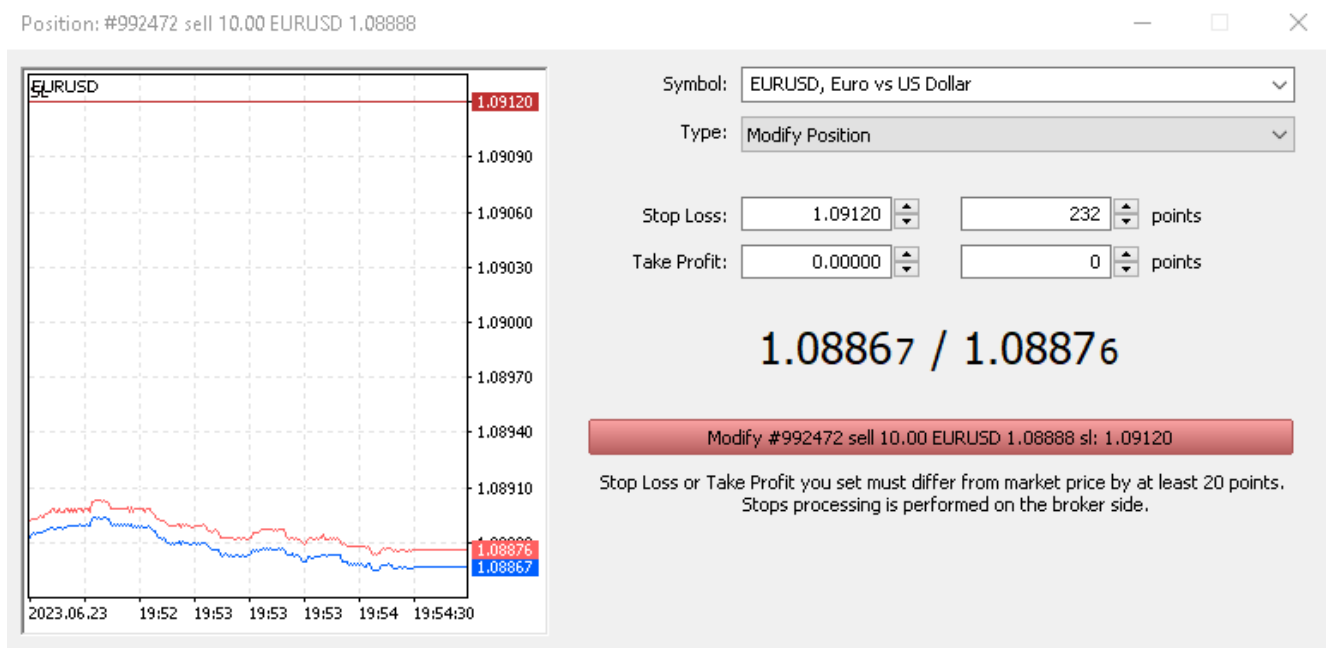 Position: #992472 sell 10.00 EURUSD 1.08888
EURUSD
SL
1.09120
1.09090
1.09060
1.09030
1.09000
1.08970
1.08940
1.08910
1.08876
1.08867
2023.06.23 19:52 19:53 19:53 19:53 19:54 19:54:30
Symbol: EURUSD, Euro vs US Dollar
Type: Modify Position
Stop Loss: 1.09120 232 points
Take Profit: 0.00000 0 points
1.08867 / 1.08876
Modify #992472 sell 10.00 EURUSD 1.08888 sl: 1.09120
Stop Loss or Take Profit you set must differ from market price by at least 20 points.
Stops processing is performed on the broker side.